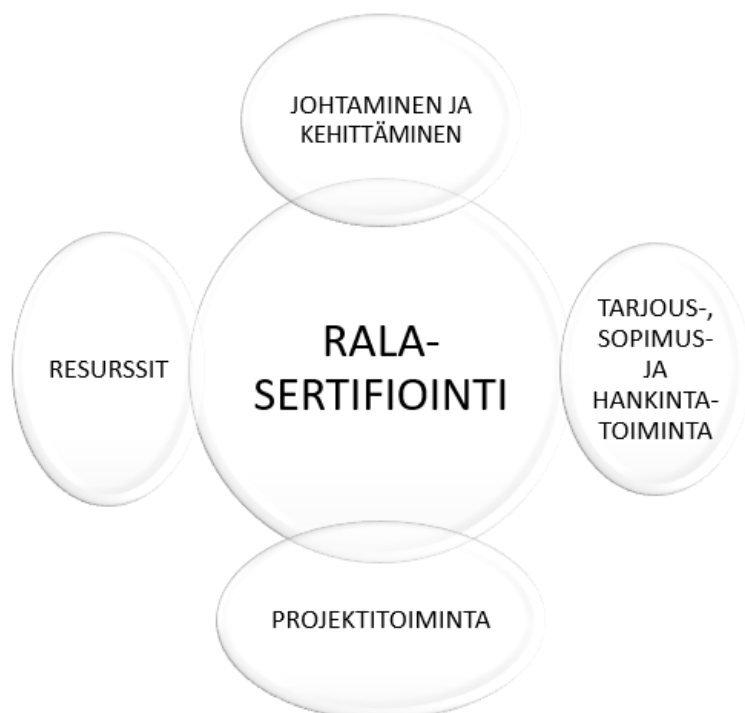 JOHTAMINEN JA
KEHITTÄMINEN
RALA-
SERTIFIOINTI
RESURSSIT
TARJOUS-,
SOPIMUS-
JA
HANKINTA-
TOIMINTA
PROJEKTITOIMINTA